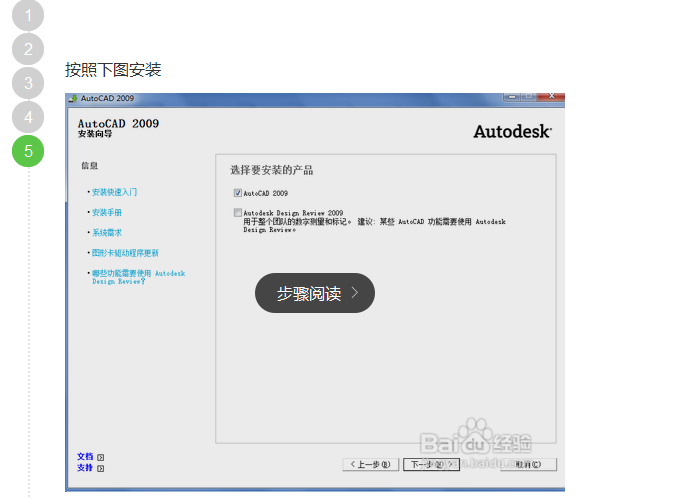 1
2
3
4
5
按照下图安装
AutoCAD 2009
AutoCAD 2009
安装向导
Autodesk
信息
·安装快速入门
·安装手册
·系统需求
·图形卡驱动程序更新
·哪些功能需要使用 Autodesk
Design Review?
选择要安装的产品
AutoCAD 2009
Autodesk Design Review 2009
用于整个团队的数字测量和标记。 建议: 某些 AutoCAD 功能需要使用 Autodesk
Design Review。
步骤阅读 >
文档
支持
<上一步(B)
下一步(N) >
取消(C)
Baidu经验
jingyan.baidu.com